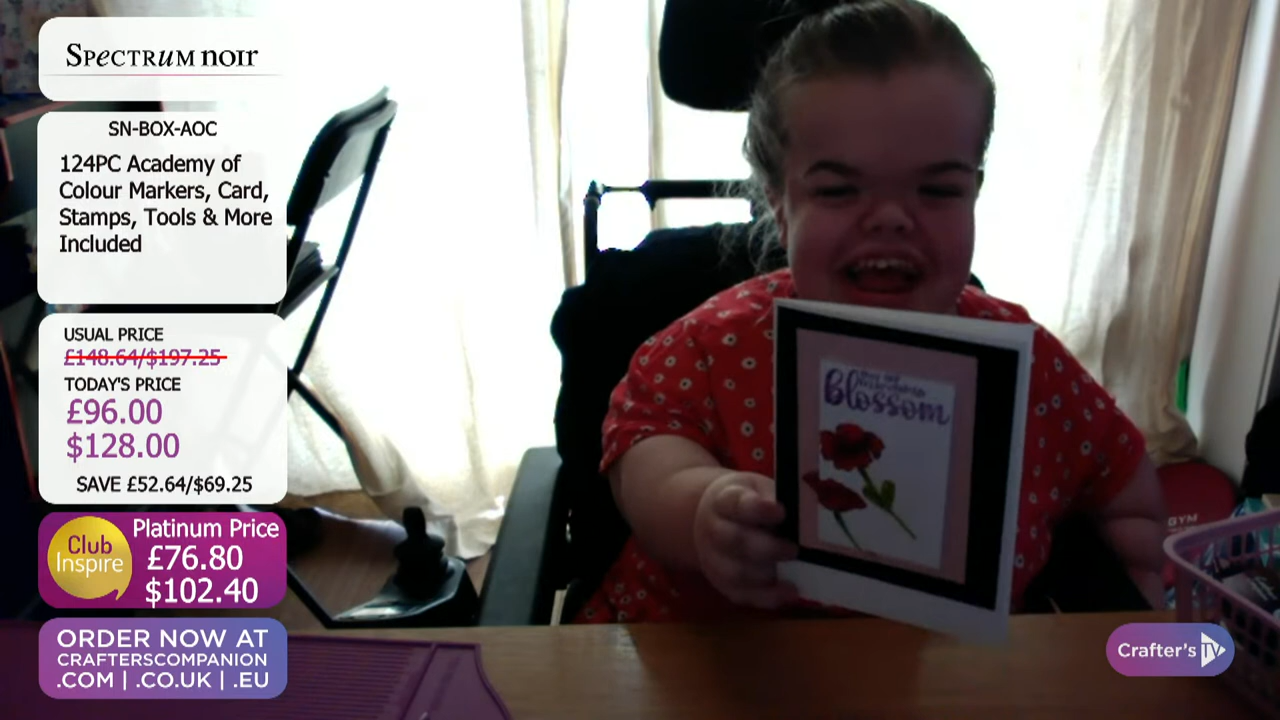 SPECTRUM NOIR
SN-BOX-AOC
124PC Academy of
Colour Markers, Card,
Stamps, Tools & More
Included
USUAL PRICE
£148.64/$197.25
TODAY'S PRICE
£96.00
$128.00
SAVE £52.64/$69.25
Club
Inspire
Platinum Price
£76.80
$102.40
ORDER NOW AT
CRAFTERSCOMPANION
.COM | .CO.UK | .EU
Blossom
GYM
Crafter's TV